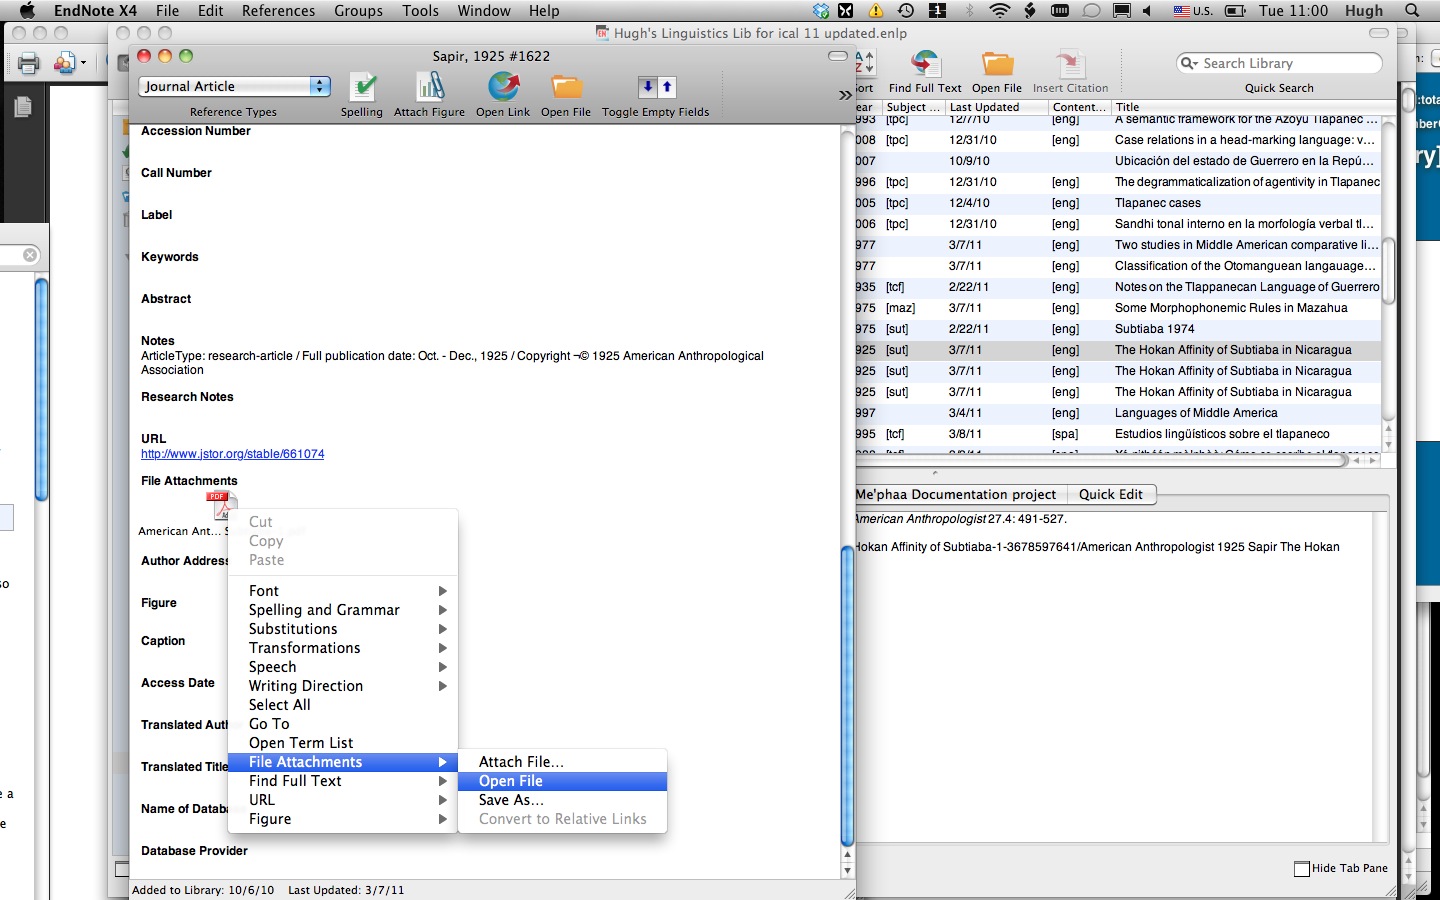 EndNote X4 File Edit References Groups Tools Window Help
U.S. Tue 11:00 Hugh
Hugh's Linguistics Lib for ical 11 updated.enlp
Sapir, 1925 #1622
Journal Article
Reference Types Spelling Attach Figure Open Link Open File Toggle Empty Fields
Find Full Text Open File Insert Citation
Search Library
Quick Search
Subject ... Last Updated Content... Title
993 [tpc] 12/7/10 [eng] A semantic framework for the Azoyú Tlapanec ...
008 [tpc] 12/31/10 [eng] Case relations in a head-marking language: v...
007 10/9/10 Ubicación del estado de Guerrero en la Repú...
996 [tpc] 12/31/10 [eng] The degrammaticalization of agentivity in Tlapanec
005 [tpc] 12/4/10 [eng] Tlapanec cases
006 [tpc] 12/31/10 [eng] Sandhi tonal interno en la morfología verbal tl...
977 3/7/11 [eng] Two studies in Middle American comparative li...
977 3/7/11 [eng] Classification of the Otomanguean langauage...
935 [tcf] 2/22/11 [eng] Notes on the Tlappanecan Language of Guerrero
975 [maz] 3/7/11 [eng] Some Morphophonemic Rules in Mazahua
975 [sut] 2/22/11 [eng] Subtiaba 1974
925 [sut] 3/7/11 [eng] The Hokan Affinity of Subtiaba in Nicaragua
925 [sut] 3/7/11 [eng] The Hokan Affinity of Subtiaba in Nicaragua
925 [sut] 3/7/11 [eng] The Hokan Affinity of Subtiaba in Nicaragua
997 3/4/11 [eng] Languages of Middle America
995 [tcf] 3/8/11 [spa] Estudios lingüísticos sobre el tlapaneco
Accession Number
Call Number
Label
Keywords
Abstract
Notes
ArticleType: research-article / Full publication date: Oct. - Dec., 1925 / Copyright ¬© 1925 American Anthropological
Association
Research Notes
URL
http://www.jstor.org/stable/661074
File Attachments
PDF
American Ant...
Author Address
Figure
Caption
Access Date
Translated Auth
Translated Title
Name of Databa
Database Provider
Added to Library: 10/6/10 Last Updated: 3/7/11
Cut
Copy
Paste
Font
Spelling and Grammar
Substitutions
Transformations
Speech
Writing Direction
Select All
Go To
Open Term List
File Attachments
Find Full Text
URL
Figure
Attach File...
Open File
Save As...
Convert to Relative Links
Me'phaa Documentation project Quick Edit
American Anthropologist 27.4: 491-527.
Hokan Affinity of Subtiaba-1-3678597641/American Anthropologist 1925 Sapir The Hokan
Hide Tab Pane